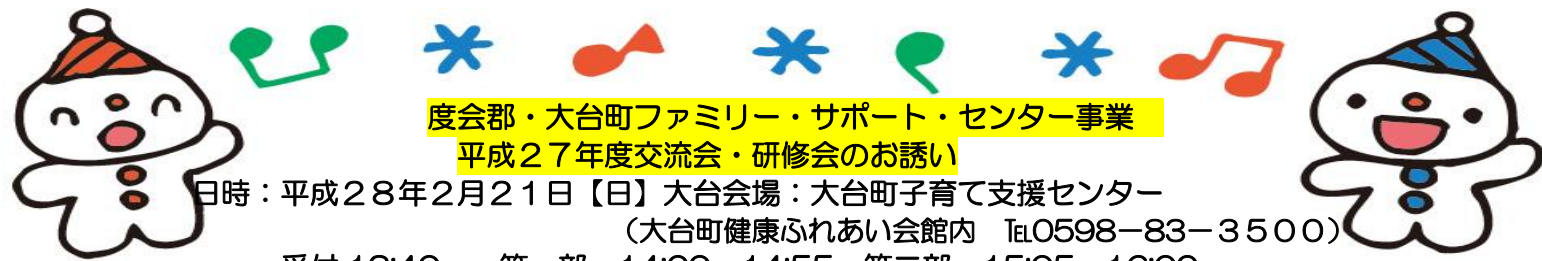 度会郡・大台町ファミリー・サポート・センター事業
平成２７年度交流会・研修会のお誘い
日時：平成２８年２月２１日【日】大台会場：大台町子育て支援センター
（大台町健康ふれあい会館内　℡0598－83－３５００）